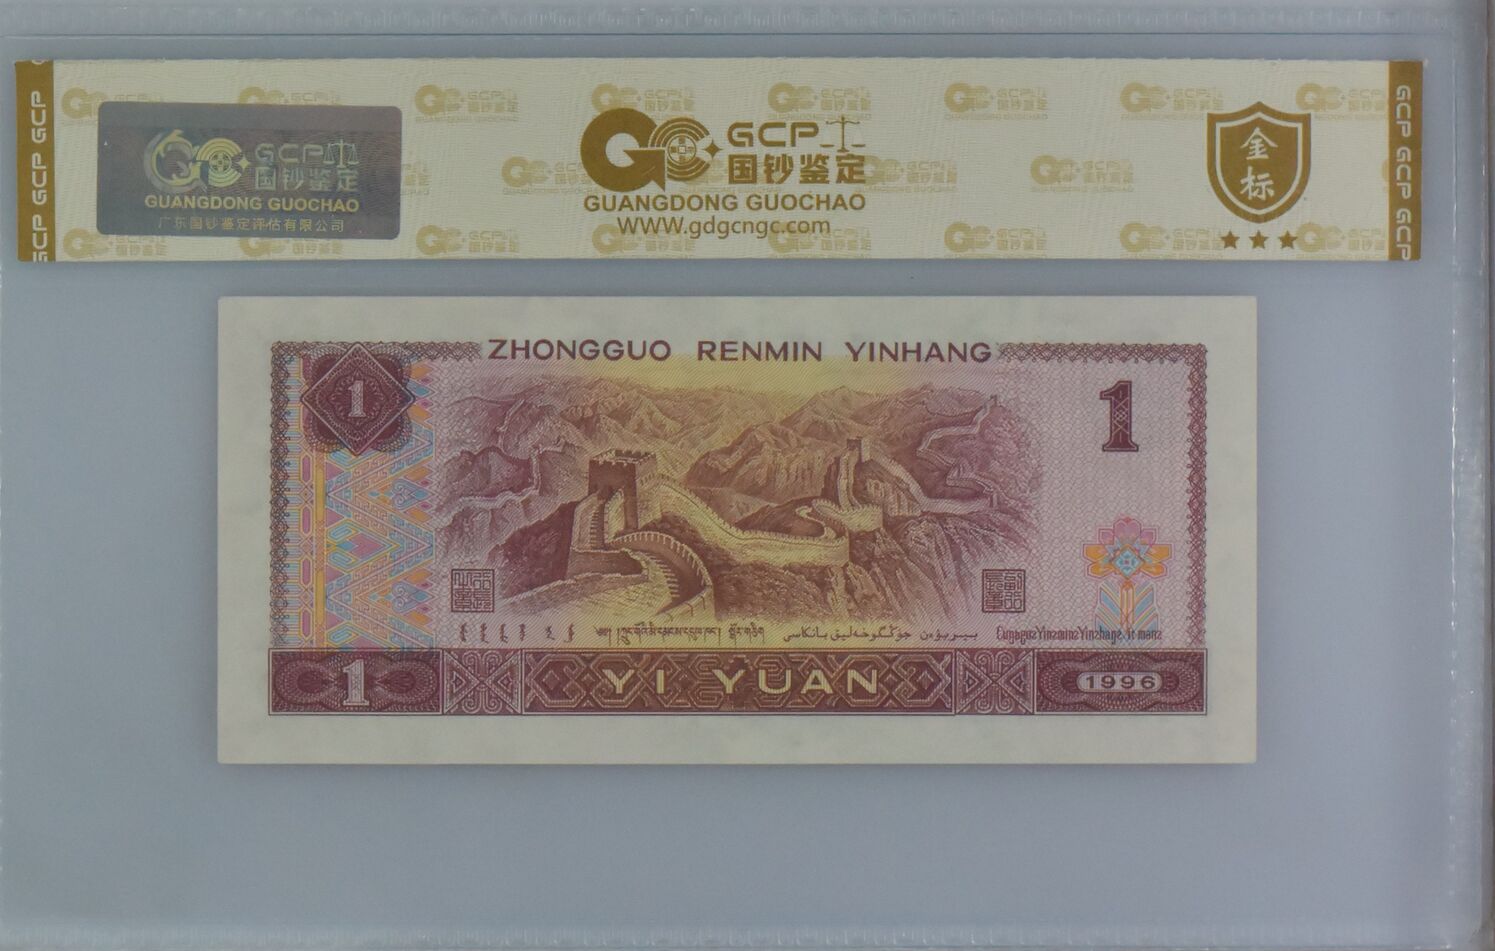 GCP GCP GCP
GCP
国钞鉴定
GUANGDONG GUOCHAO
广东国钞鉴定评估有限公司
GCP
国钞鉴定
GUANGDONG GUOCHAO
WWW.gdgcngc.com
金
标
GCP GCP GCP
ZHONGGUO RENMIN YINHANG
1
1
1 YI YUAN 1996